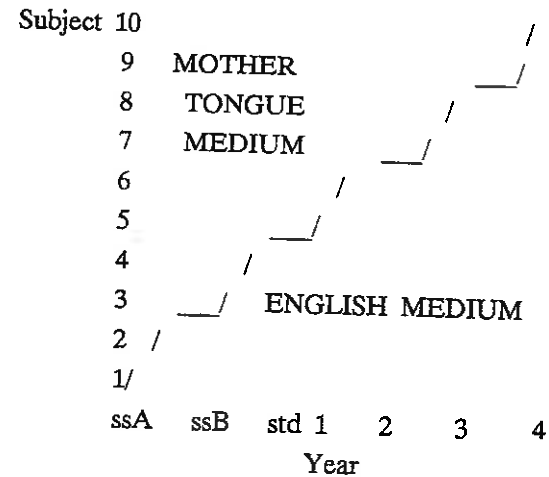 Subject 10
9 MOTHER
8 TONGUE
7 MEDIUM
6
5
4
3 ENGLISH MEDIUM
2
1
ssA ssB std 1 2 3 4
Year